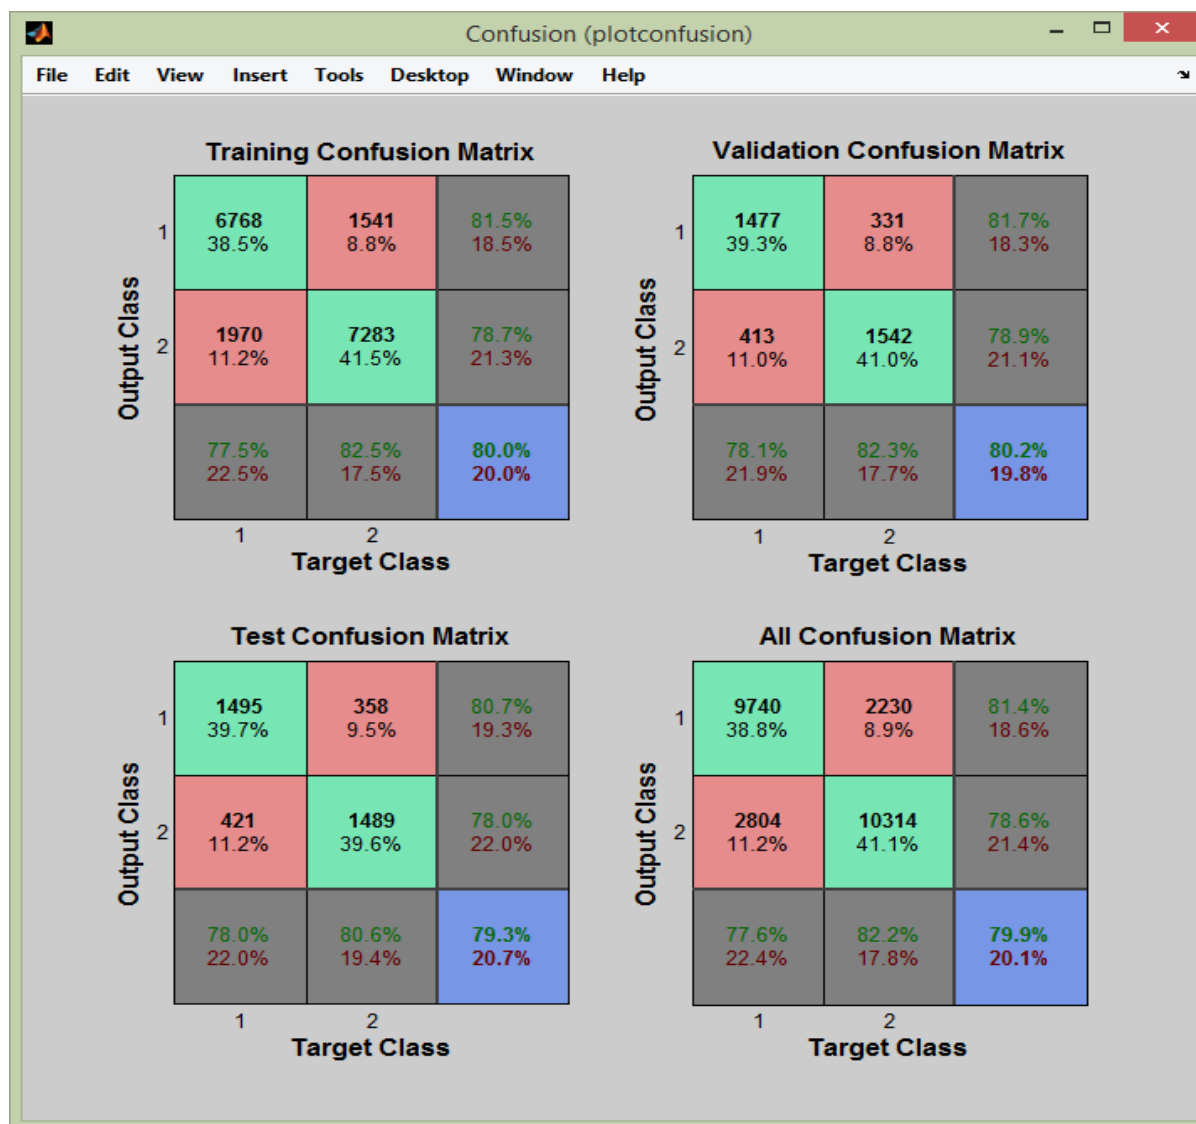 Confusion (plotconfusion)
File Edit View Insert Tools Desktop Window Help
Training Confusion Matrix
Output Class
1
6768 1541 81.5%
38.5% 8.8% 18.5%
2
1970 7283 78.7%
11.2% 41.5% 21.3%
77.5% 82.5% 80.0%
22.5% 17.5% 20.0%
1 2
Target Class
Validation Confusion Matrix
Output Class
1
1477 331 81.7%
39.3% 8.8% 18.3%
2
413 1542 78.9%
11.0% 41.0% 21.1%
78.1% 82.3% 80.2%
21.9% 17.7% 19.8%
1 2
Target Class
Test Confusion Matrix
Output Class
1
1495 358 80.7%
39.7% 9.5% 19.3%
2
421 1489 78.0%
11.2% 39.6% 22.0%
78.0% 80.6% 79.3%
22.0% 19.4% 20.7%
1 2
Target Class
All Confusion Matrix
Output Class
1
9740 2230 81.4%
38.8% 8.9% 18.6%
2
2804 10314 78.6%
11.2% 41.1% 21.4%
77.6% 82.2% 79.9%
22.4% 17.8% 20.1%
1 2
Target Class